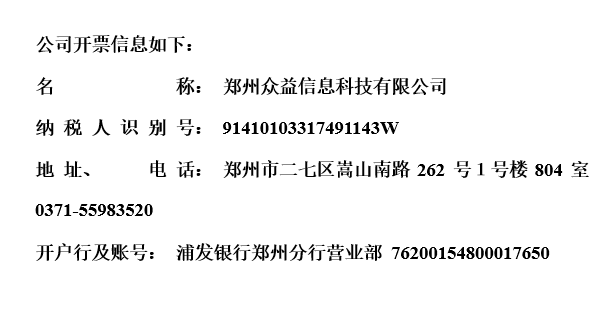 公司开票信息如下：
名称： 郑州众益信息科技有限公司
纳税人识别号： 91410103317491143W
地址、电话： 郑州市二七区嵩山南路 262 号 1 号楼 804 室
0371-55983520
开户行及账号： 浦发银行郑州分行营业部 76200154800017650